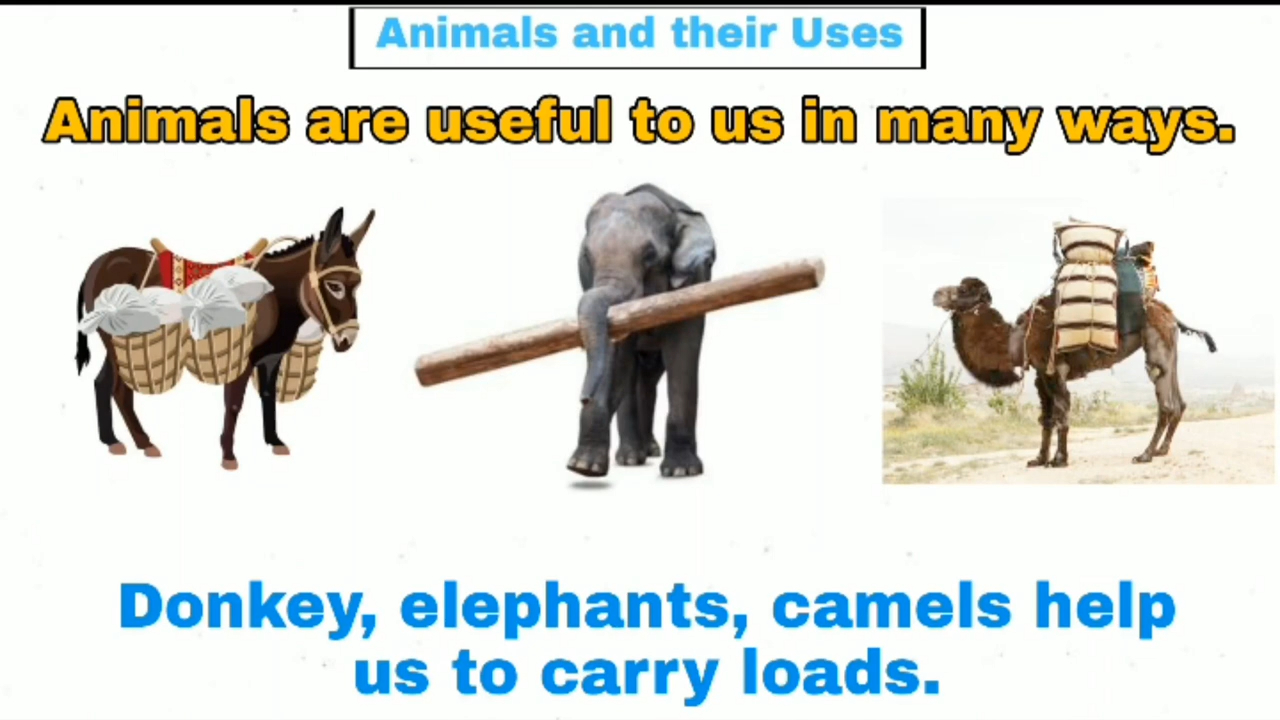 Animals and their Uses
Animals are useful to us in many ways.
Donkey, elephants, camels help
us to carry loads.